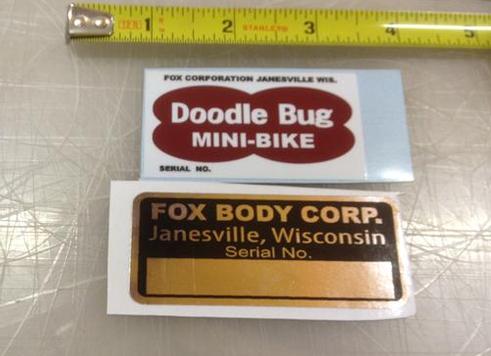 1 2 3 4 5
STANLEY®
FOX CORPORATION JANESVILLE WIS.
Doodle Bug
MINI-BIKE
SERIAL NO.
FOX BODY CORP.
Janesville, Wisconsin
Serial No.